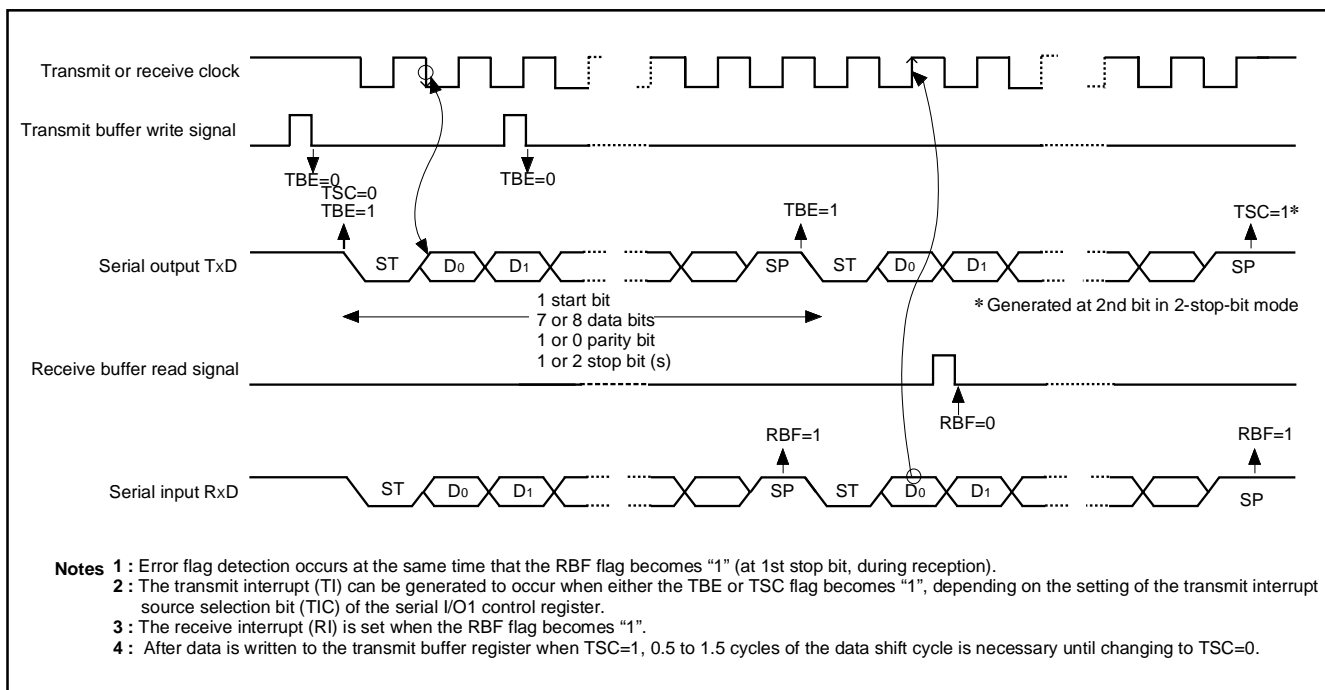 Transmit or receive clock
Transmit buffer write signal
TBE=0
TSC=0
TBE=1
TBE=0
TBE=1
TSC=1*
Serial output TxD
ST
D0
D1
SP
ST
D0
D1
SP
1 start bit
7 or 8 data bits
1 or 0 parity bit
1 or 2 stop bit (s)
* Generated at 2nd bit in 2-stop-bit mode
Receive buffer read signal
RBF=0
RBF=1
RBF=1
Serial input RxD
ST
D0
D1
SP
ST
D0
D1
SP
Notes 1 : Error flag detection occurs at the same time that the RBF flag becomes “1” (at 1st stop bit, during reception).
2 : The transmit interrupt (TI) can be generated to occur when either the TBE or TSC flag becomes “1”, depending on the setting of the transmit interrupt
source selection bit (TIC) of the serial I/O1 control register.
3 : The receive interrupt (RI) is set when the RBF flag becomes “1”.
4 : After data is written to the transmit buffer register when TSC=1, 0.5 to 1.5 cycles of the data shift cycle is necessary until changing to TSC=0.